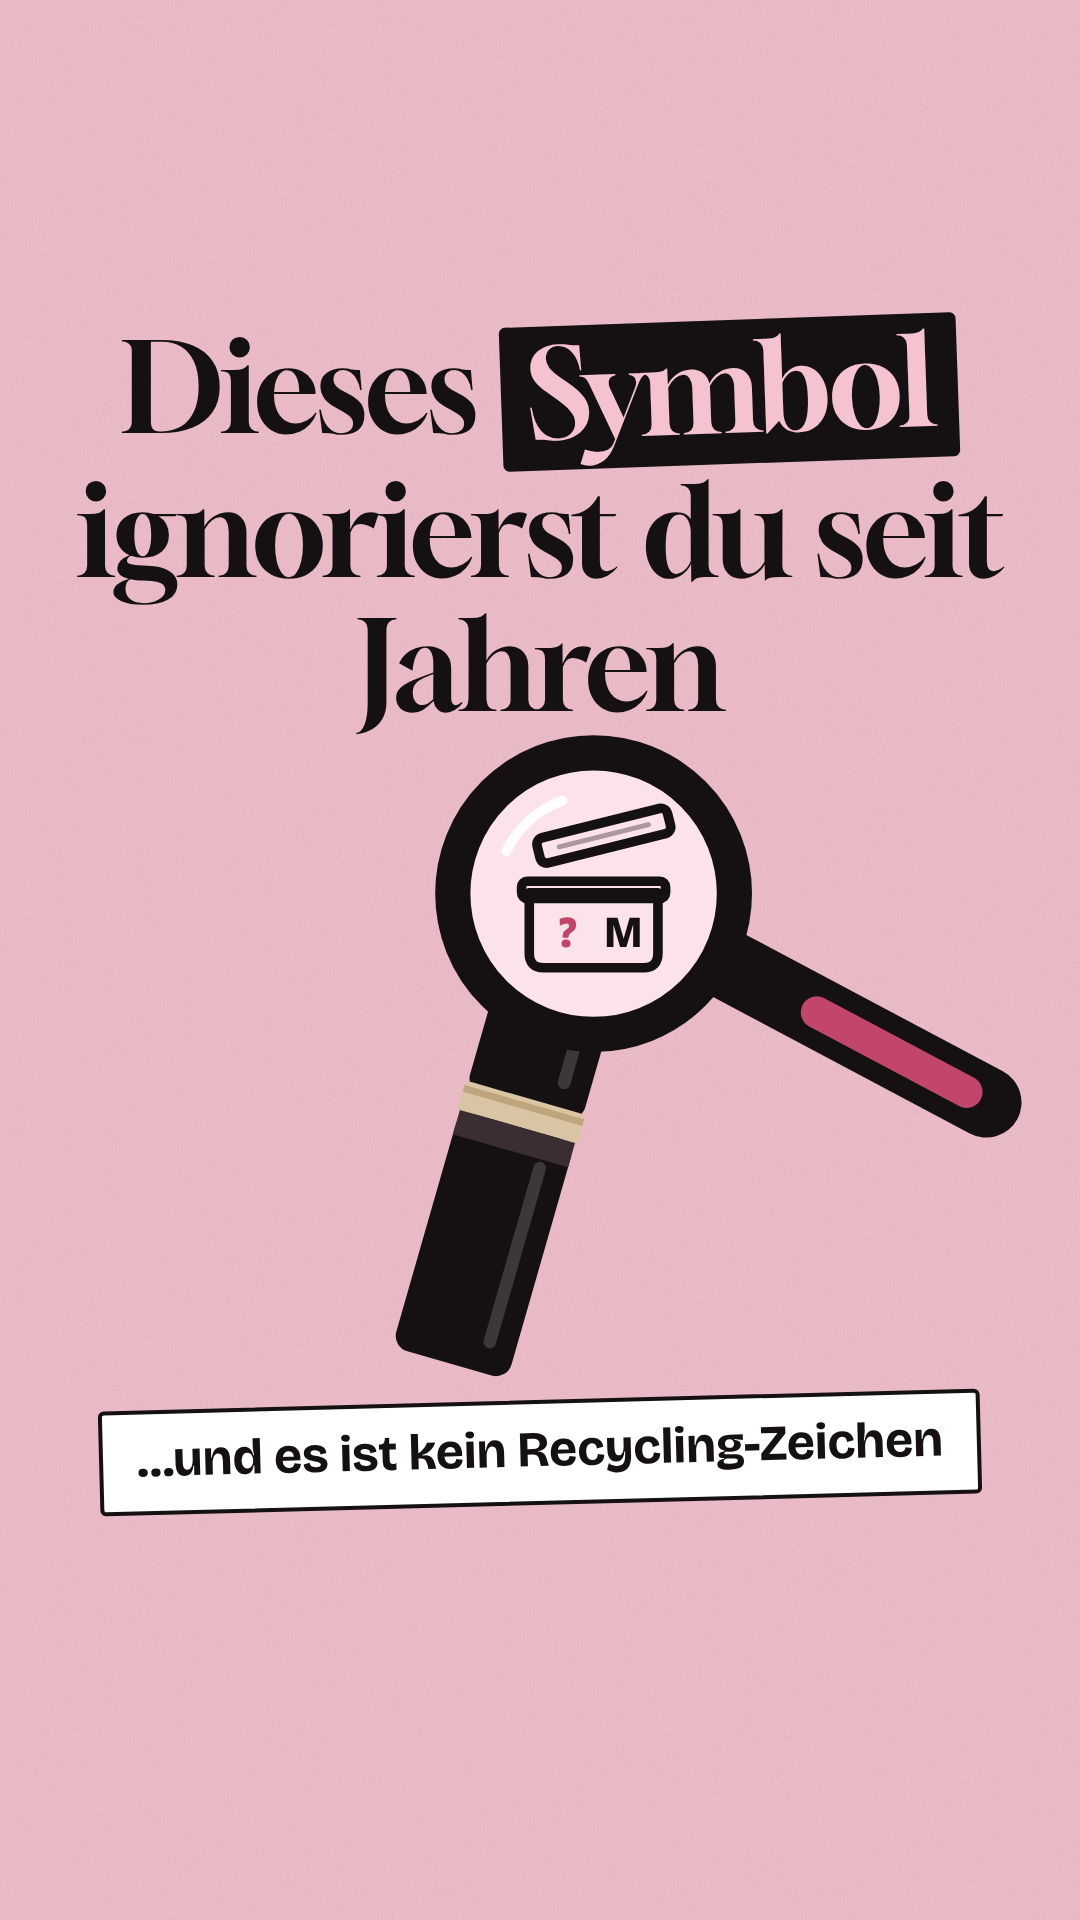 Dieses Symbol
ignorierst du seit
Jahren
? M
...und es ist kein Recycling-Zeichen